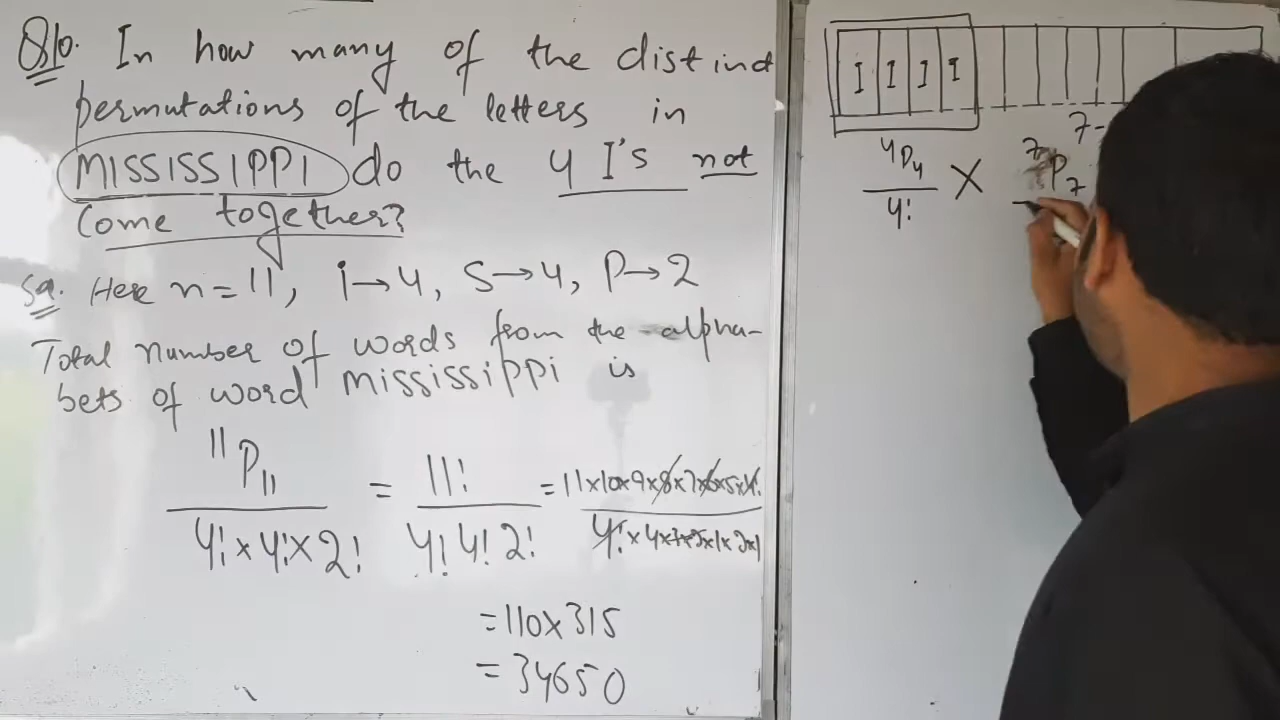 Q10. In how many of the distinct
permutations of the letters in
MISSISSIPPI do the 4 I's not
Come together?
Sol. Here n = 11, i→4, S→4, P→2
Total number of words from the alpha-
bets of word mississippi is
11P11 / 4! × 4! × 2! = 11! / 4! 4! 2! = 11×10×9×8×7×6×5×4! / 4! × 4×3×2×1×2×1
= 110 × 315
= 34650
I I I I
7-
4P4 / 4! × 7P7